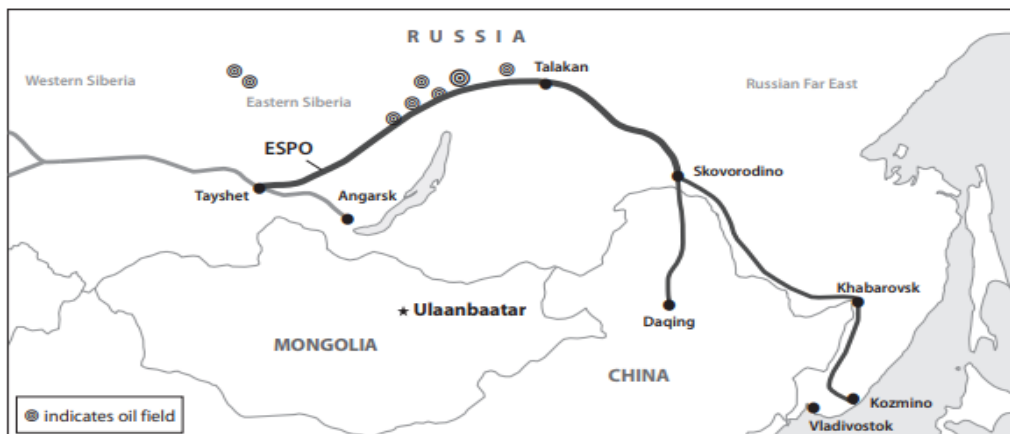 R U S S I A
Western Siberia
Talakan
Russian Far East
Eastern Siberia
ESPO
Skovorodino
Tayshet
Angarsk
Khabarovsk
Ulaanbaatar
Daqing
MONGOLIA
CHINA
Kozmino
indicates oil field
Vladivostok